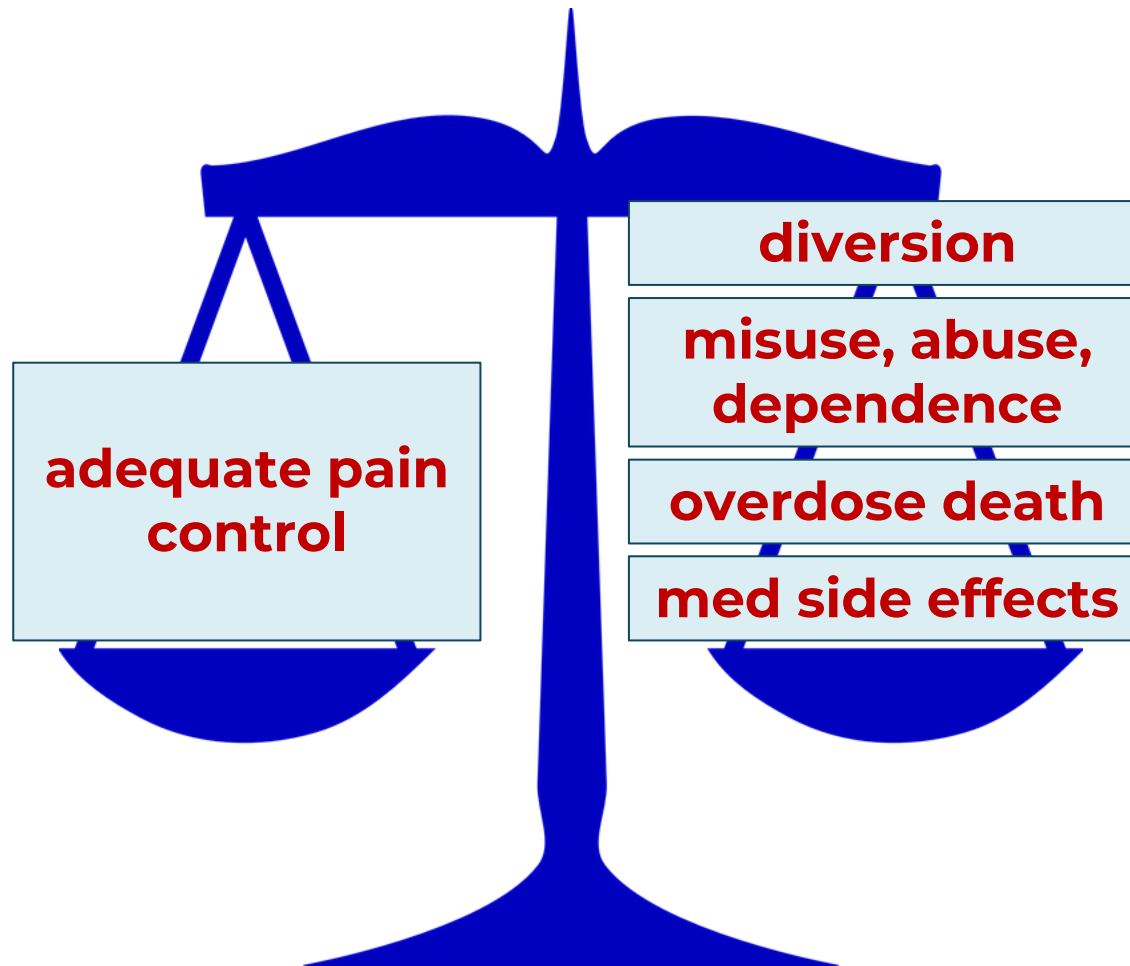 adequate pain
control
diversion
misuse, abuse,
dependence
overdose death
med side effects